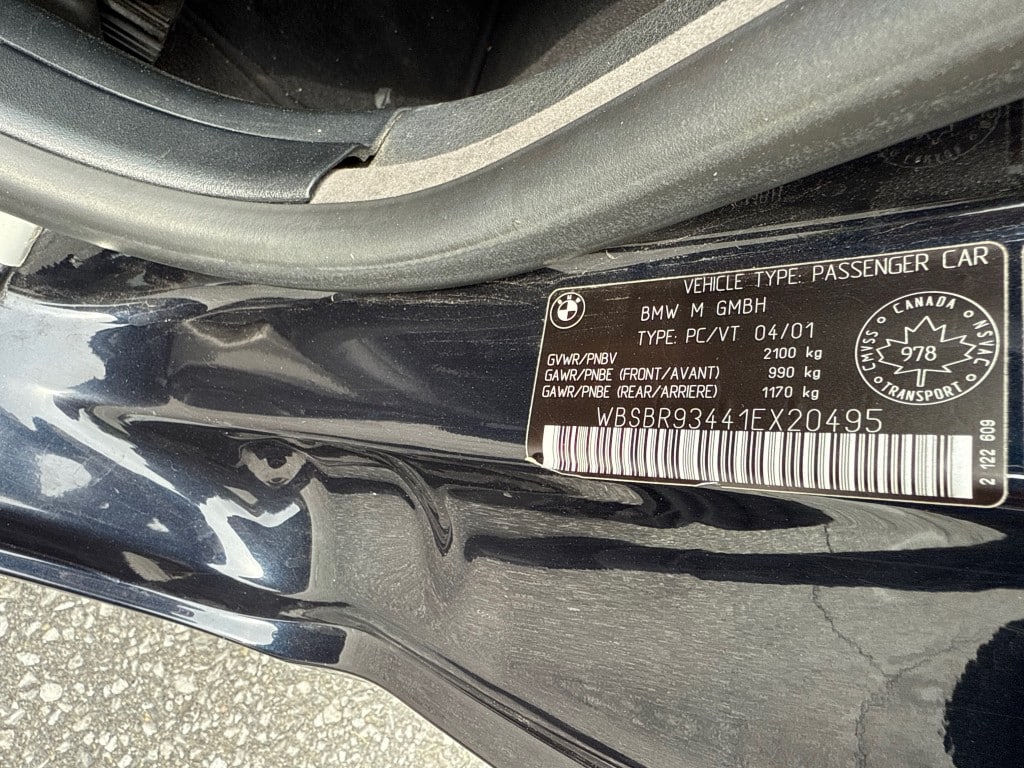 VEHICLE TYPE: PASSENGER CAR
BMW M GMBH
TYPE: PC/VT 04/01
GVWR/PNBV 2100 kg
GAWR/PNBE (FRONT/AVANT) 990 kg
GAWR/PNBE (REAR/ARRIERE) 1170 kg
WBSBR93441EX20495
CANADA
CMVSS
NSVAC
978
TRANSPORT
2 122 609